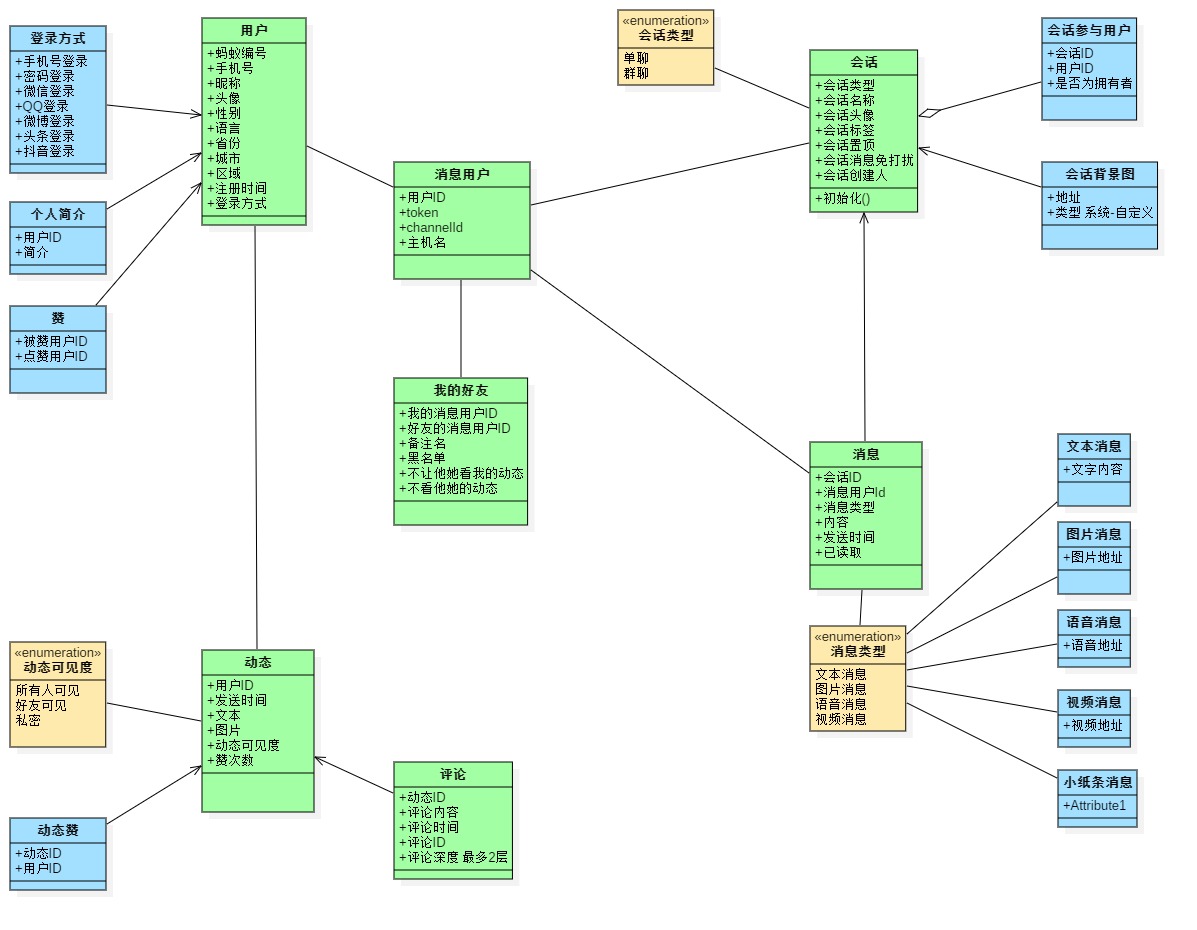 登录方式
+手机号登录
+密码登录
+微信登录
+QQ登录
+微博登录
+头条登录
+抖音登录
个人简介
+用户ID
+简介
赞
+被赞用户ID
+点赞用户ID
用户
+蚂蚁编号
+手机号
+昵称
+头像
+性别
+语言
+省份
+城市
+区域
+注册时间
+登录方式
消息用户
+用户ID
+token
+channelId
+主机名
我的好友
+我的消息用户ID
+好友的消息用户ID
+备注名
+黑名单
+不让他她看我的动态
+不看他她的动态
«enumeration»
会话类型
单聊
群聊
会话
+会话类型
+会话名称
+会话头像
+会话标签
+会话置顶
+会话消息免打扰
+会话创建人
+初始化()
会话参与用户
+会话ID
+用户ID
+是否为拥有者
会话背景图
+地址
+类型 系统-自定义
消息
+会话ID
+消息用户Id
+消息类型
+内容
+发送时间
+已读取
«enumeration»
消息类型
文本消息
图片消息
语音消息
视频消息
文本消息
+文字内容
图片消息
+图片地址
语音消息
+语音地址
视频消息
+视频地址
小纸条消息
+Attribute1
«enumeration»
动态可见度
所有人可见
好友可见
私密
动态
+用户ID
+发送时间
+文本
+图片
+动态可见度
+赞次数
动态赞
+动态ID
+用户ID
评论
+动态ID
+评论内容
+评论时间
+评论ID
+评论深度 最多2层